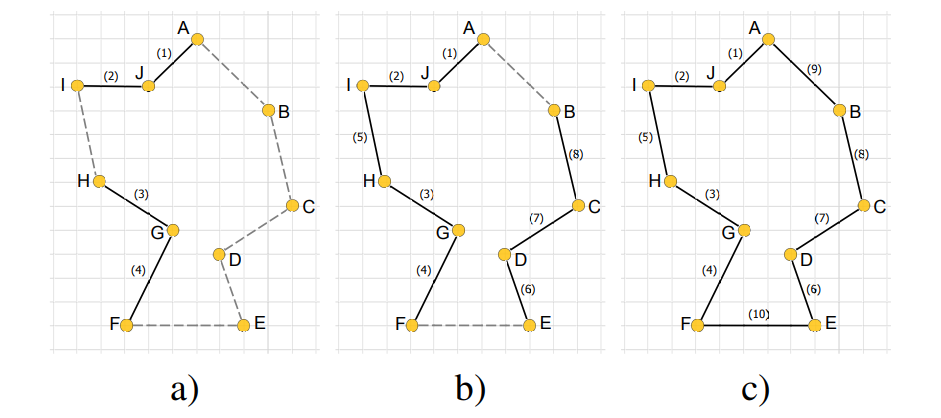 A
(1)
I (2) J
B
H
(3)
C
G
D
(4)
F E
a)
A
(1)
I (2) J
B
(5)
(8)
H
(3)
C
(7)
G
D
(4)
(6)
F E
b)
A
(1)
(9)
I (2) J
B
(5)
(8)
H
(3)
C
(7)
G
D
(4)
(6)
(10)
F E
c)